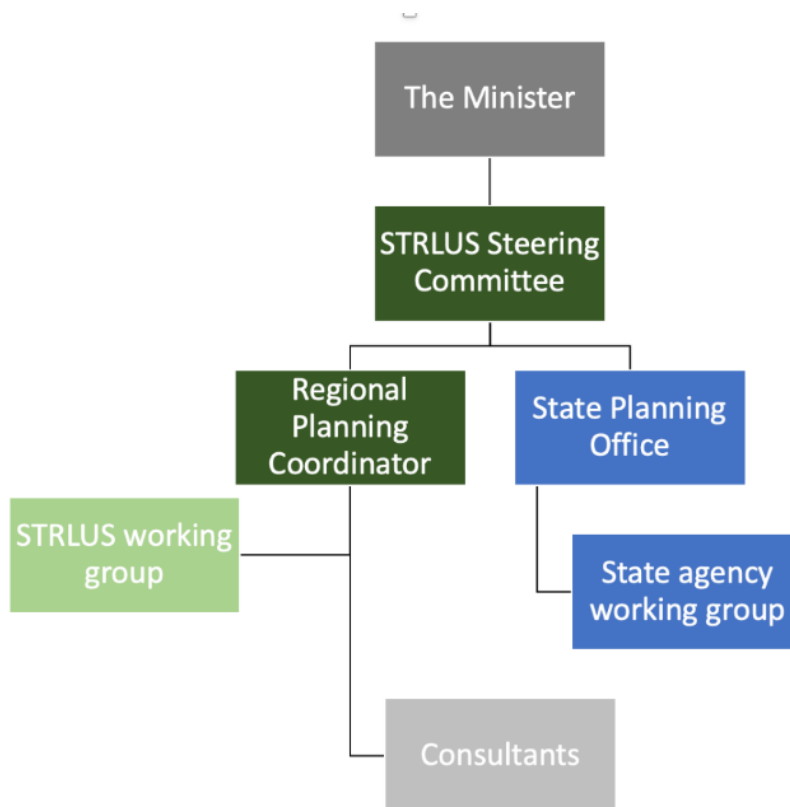 The Minister
STRLUS Steering
Committee
Regional
Planning
Coordinator
State Planning
Office
STRLUS working
group
State agency
working group
Consultants